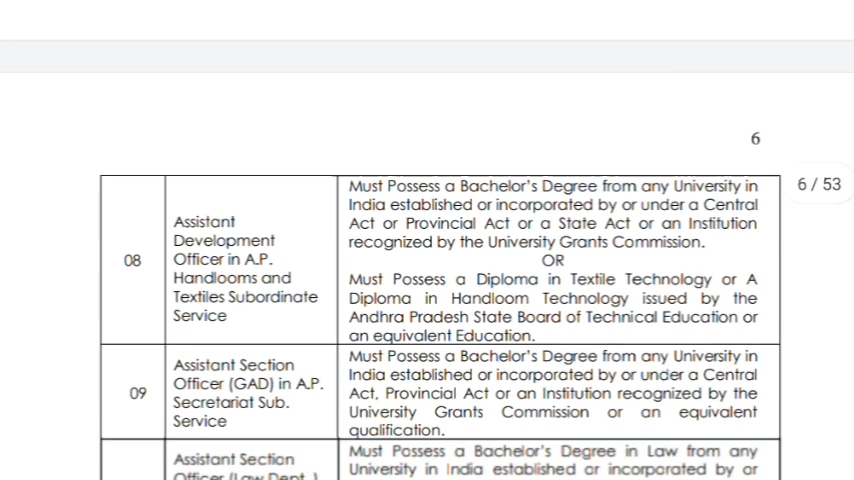 6
6 / 53
08
Assistant
Development
Officer in A.P.
Handlooms and
Textiles Subordinate
Service
Must Possess a Bachelor's Degree from any University in
India established or incorporated by or under a Central
Act or Provincial Act or a State Act or an Institution
recognized by the University Grants Commission.
OR
Must Possess a Diploma in Textile Technology or A
Diploma in Handloom Technology issued by the
Andhra Pradesh State Board of Technical Education or
an equivalent Education.
09
Assistant Section
Officer (GAD) in A.P.
Secretariat Sub.
Service
Must Possess a Bachelor's Degree from any University in
India established or incorporated by or under a Central
Act, Provincial Act or an Institution recognized by the
University Grants Commission or an equivalent
qualification.
Assistant Section
Officer (Law Dept.)
Must Possess a Bachelor's Degree in Law from any
University in India established or incorporated by or